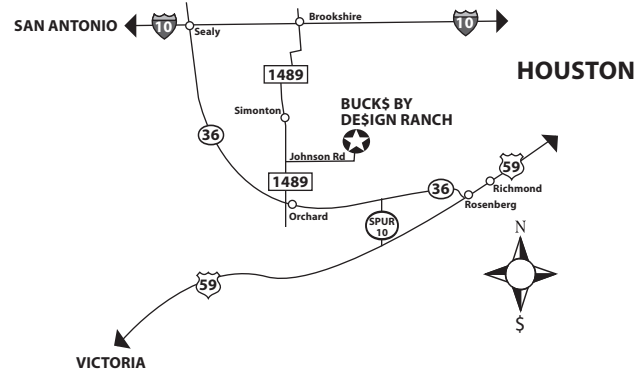 SAN ANTONIO
10
Sealy
Brookshire
10
HOUSTON
1489
BUCK$ BY
DE$IGN RANCH
Simonton
36
Johnson Rd
59
1489
36
Richmond
Rosenberg
Orchard
SPUR
10
N
59
$
VICTORIA